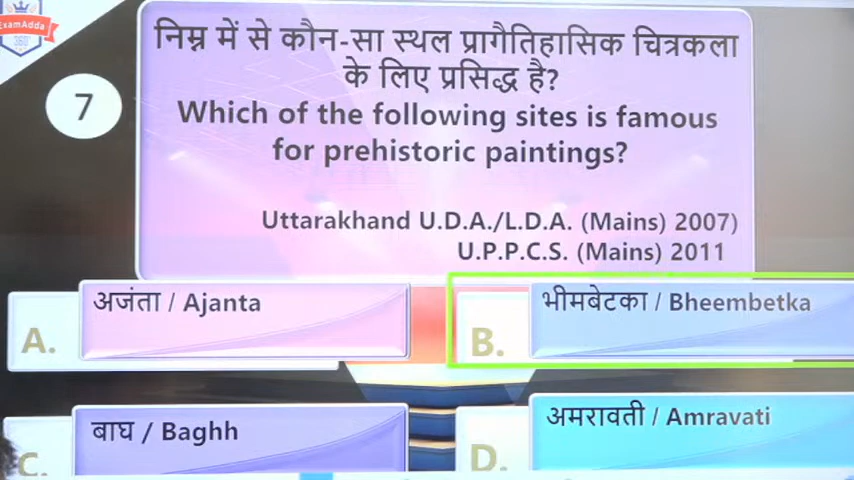 ExamAdda
निम्न में से कौन-सा स्थल प्रागैतिहासिक चित्रकला
के लिए प्रसिद्ध है?
7
Which of the following sites is famous
for prehistoric paintings?
Uttarakhand U.D.A./L.D.A. (Mains) 2007)
U.P.P.C.S. (Mains) 2011
A. अजंता / Ajanta
B. भीमबेटका / Bheembetka
C. बाघ / Baghh
D. अमरावती / Amravati